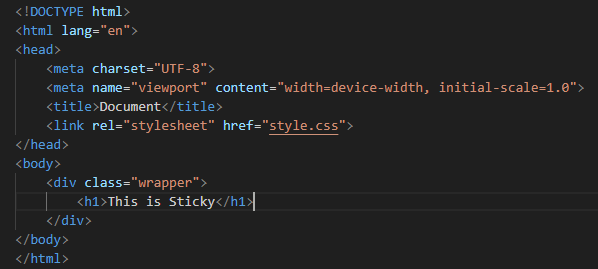 <!DOCTYPE html>
<html lang="en">
<head>
    <meta charset="UTF-8">
    <meta name="viewport" content="width=device-width, initial-scale=1.0">
    <title>Document</title>
    <link rel="stylesheet" href="style.css">
</head>
<body>
    <div class="wrapper">
        <h1>This is Sticky</h1>
    </div>
</body>
</html>